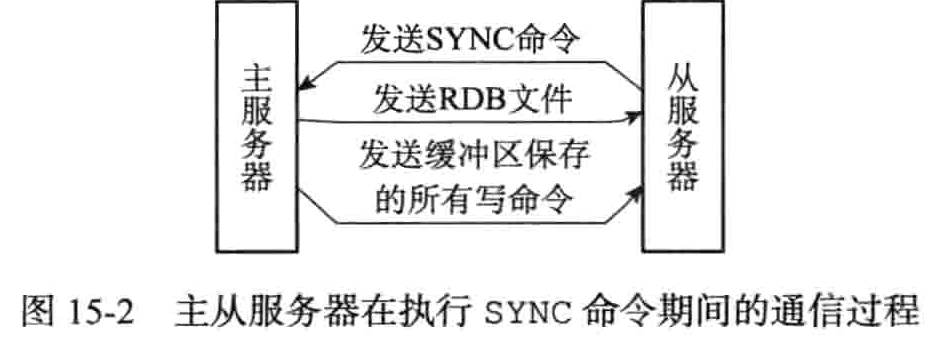 主服务器
发送SYNC命令
发送RDB文件
发送缓冲区保存
的所有写命令
从服务器
图 15-2 主从服务器在执行 SYNC 命令期间的通信过程